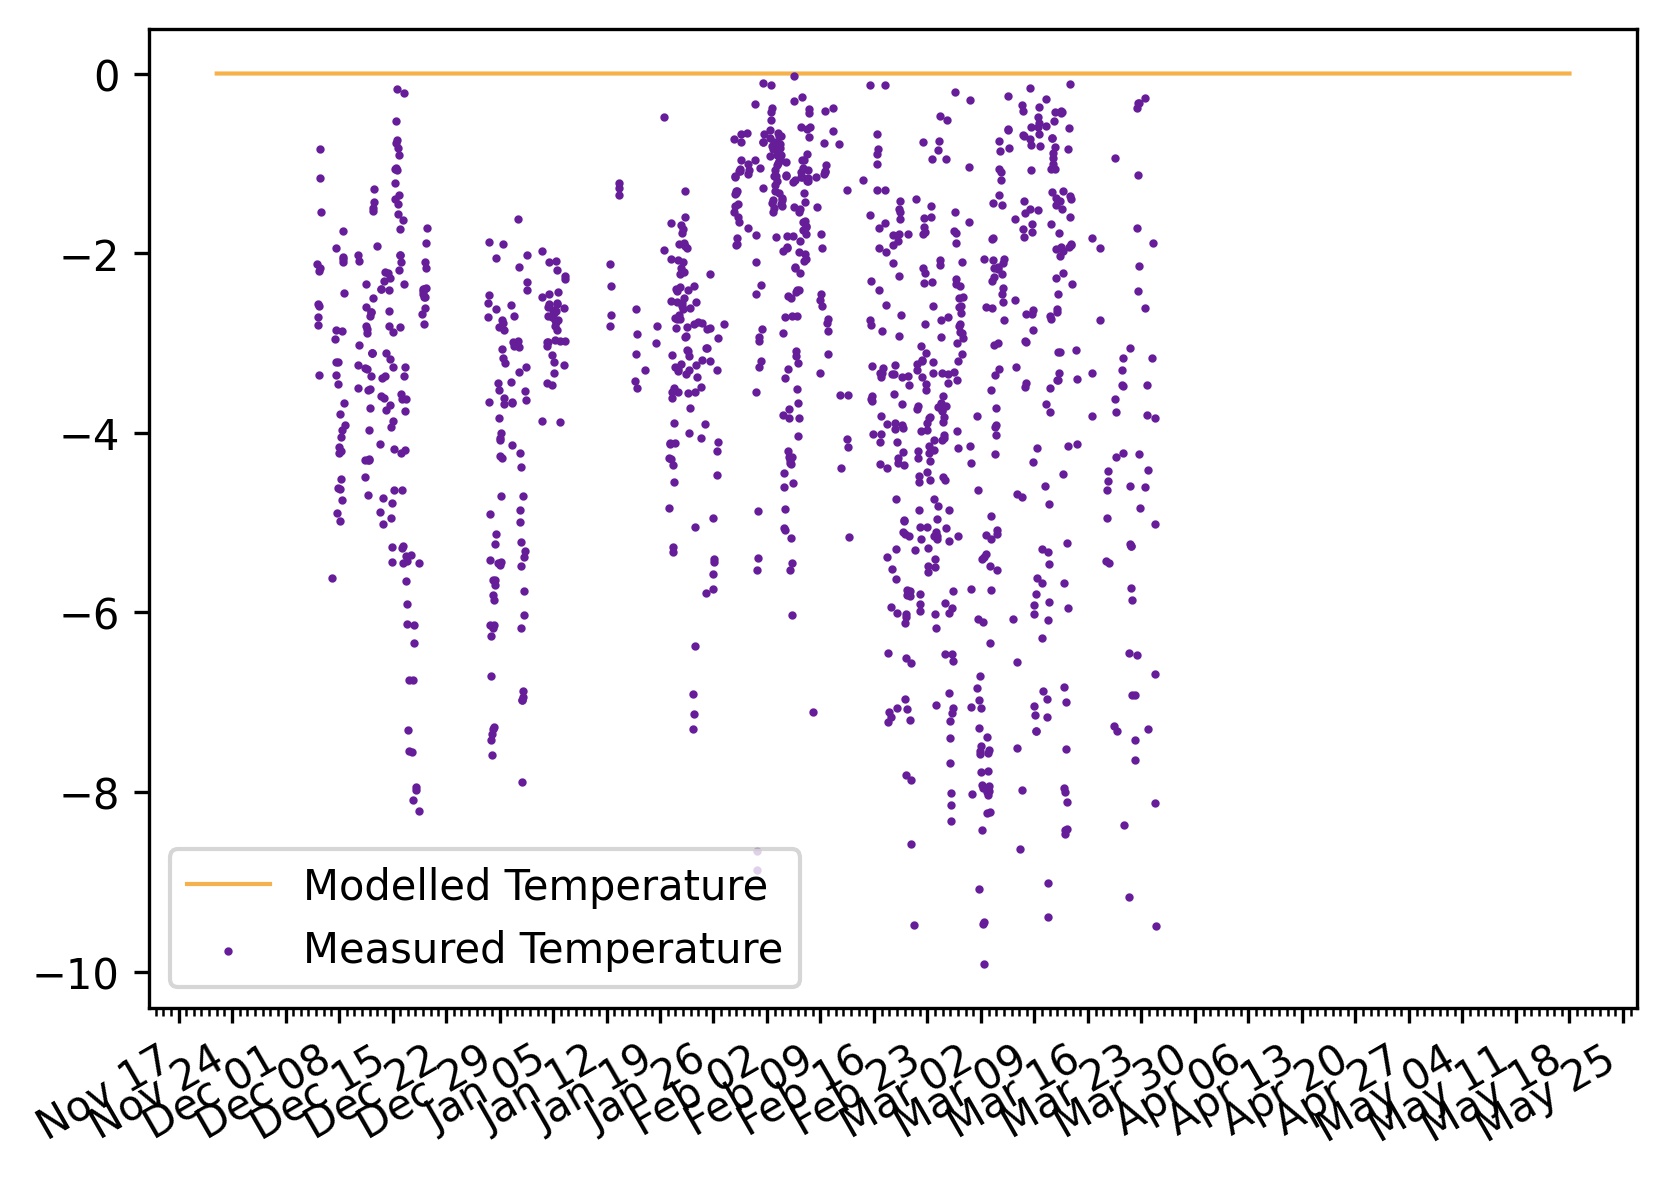 0
−2
−4
−6
−8
−10
Modelled Temperature
Measured Temperature
Nov 17
Nov 24
Dec 01
Dec 08
Dec 15
Dec 22
Dec 29
Jan 05
Jan 12
Jan 19
Jan 26
Feb 02
Feb 09
Feb 16
Feb 23
Mar 02
Mar 09
Mar 16
Mar 23
Mar 30
Apr 06
Apr 13
Apr 20
Apr 27
May 04
May 11
May 18
May 25